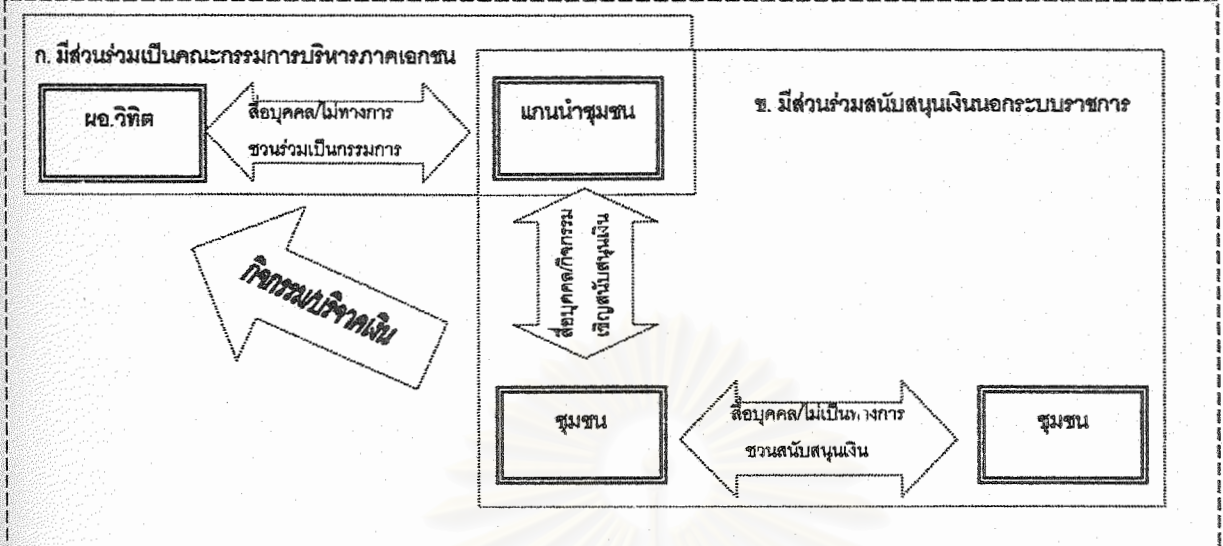 ก. มีส่วนร่วมเป็นคณะกรรมการบริหารภาคเอกชน
ผอ.วิทิต
สื่อบุคคล/ไม่ทางการ
ชวนร่วมเป็นกรรมการ
แกนนำชุมชน
ข. มีส่วนร่วมสนับสนุนเงินนอกระบบราชการ
กิจกรรม/บริจาคเงิน
สื่อบุคคล/กิจกรรม
เชิญสนับสนุนเงิน
ชุมชน
สื่อบุคคล/ไม่เป็นทางการ
ชวนสนับสนุนเงิน
ชุมชน